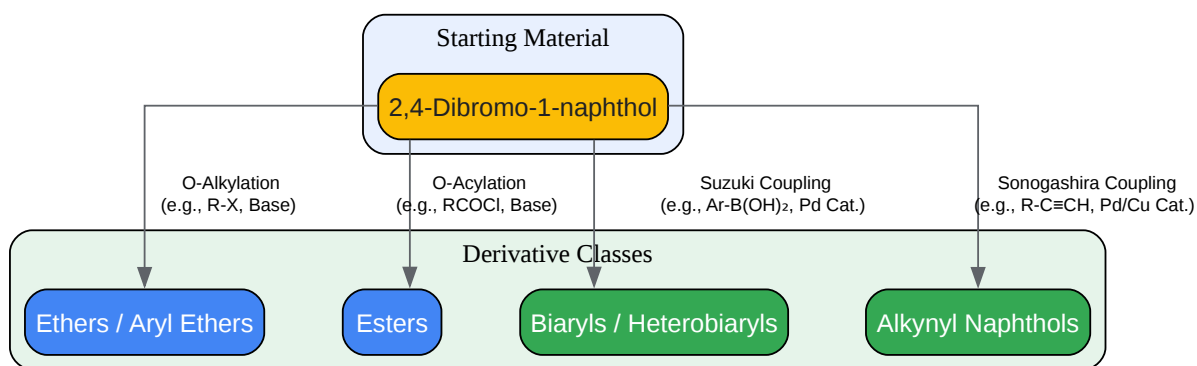 Starting Material
2,4-Dibromo-1-naphthol
O-Alkylation
(e.g., R-X, Base)
O-Acylation
(e.g., RCOCl, Base)
Suzuki Coupling
(e.g., Ar-B(OH)₂, Pd Cat.)
Sonogashira Coupling
(e.g., R-C≡CH, Pd/Cu Cat.)
Derivative Classes
Ethers / Aryl Ethers
Esters
Biaryls / Heterobiaryls
Alkynyl Naphthols